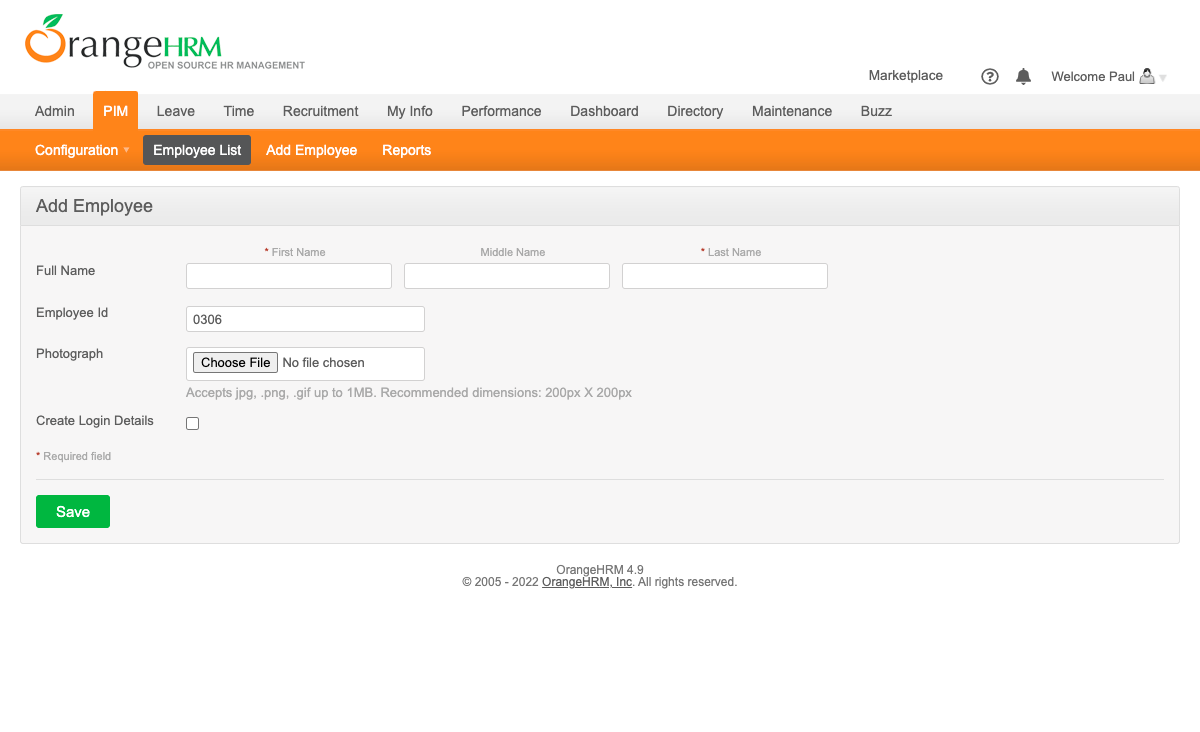 OrangeHRM
OPEN SOURCE HR MANAGEMENT
Marketplace
Welcome Paul
Admin PIM Leave Time Recruitment My Info Performance Dashboard Directory Maintenance Buzz
Configuration Employee List Add Employee Reports
Add Employee
* First Name Middle Name * Last Name
Full Name
Employee Id 0306
Photograph Choose File No file chosen
Accepts jpg, .png, .gif up to 1MB. Recommended dimensions: 200px X 200px
Create Login Details
* Required field
Save
OrangeHRM 4.9
© 2005 - 2022 OrangeHRM, Inc. All rights reserved.